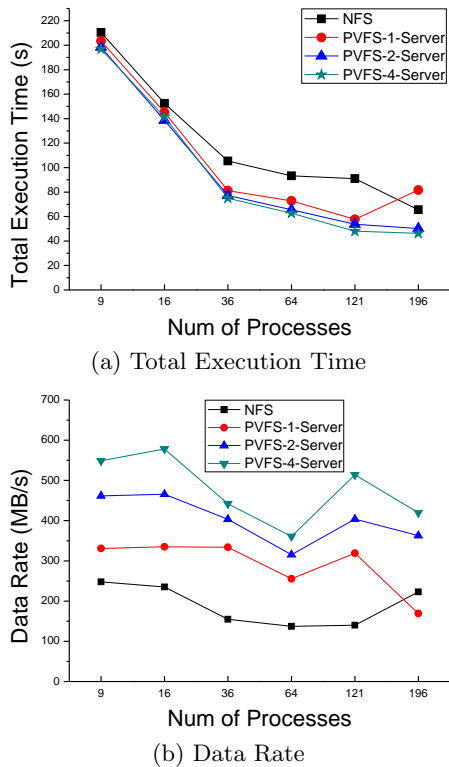 Total Execution Time (s)
220
200
180
160
140
120
100
80
60
40
20
0
NFS
PVFS-1-Server
PVFS-2-Server
PVFS-4-Server
9 16 36 64 121 196
Num of Processes
(a) Total Execution Time
Data Rate (MB/s)
700
600
500
400
300
200
100
0
NFS
PVFS-1-Server
PVFS-2-Server
PVFS-4-Server
9 16 36 64 121 196
Num of Processes
(b) Data Rate